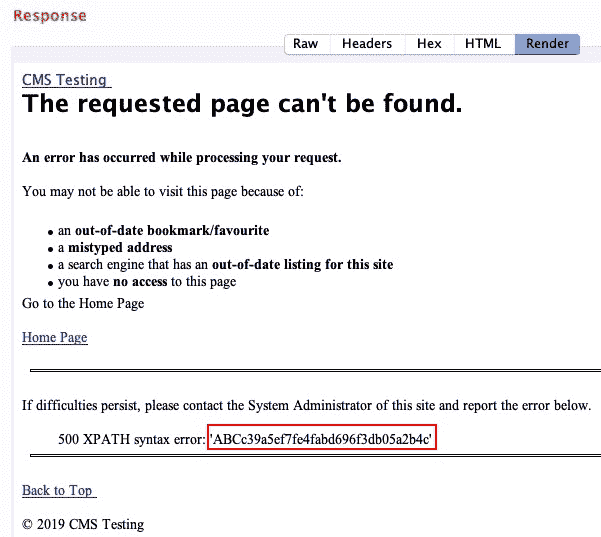 Response
Raw Headers Hex HTML Render
CMS Testing
The requested page can't be found.
An error has occurred while processing your request.
You may not be able to visit this page because of:
• an out-of-date bookmark/favourite
• a mistyped address
• a search engine that has an out-of-date listing for this site
• you have no access to this page
Go to the Home Page
Home Page
If difficulties persist, please contact the System Administrator of this site and report the error below.
500 XPATH syntax error: 'ABCc39a5ef7fe4fabd696f3db05a2b4c'
Back to Top
© 2019 CMS Testing